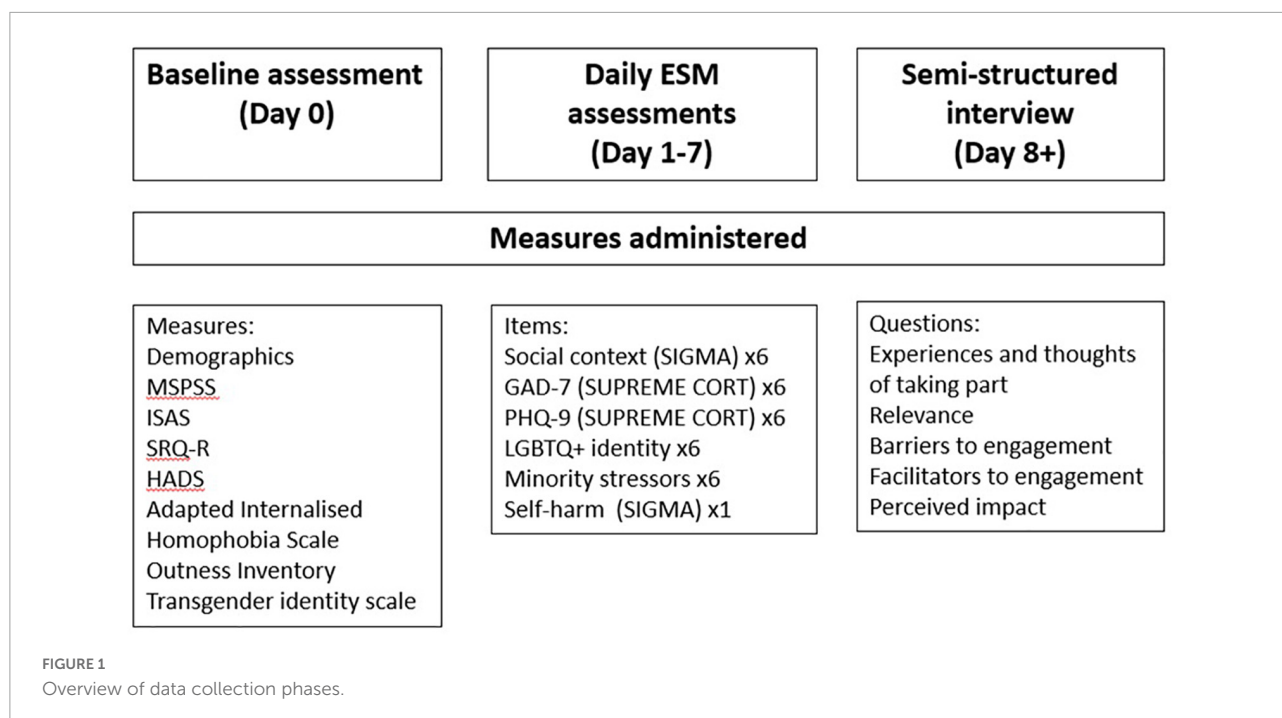 Baseline assessment
(Day 0)
Daily ESM
assessments
(Day 1-7)
Semi-structured
interview
(Day 8+)
Measures administered
Measures:
Demographics
MSPSS
ISAS
SRQ-R
HADS
Adapted Internalised
Homophobia Scale
Outness Inventory
Transgender identity scale
Items:
Social context (SIGMA) x6
GAD-7 (SUPREME CORT) x6
PHQ-9 (SUPREME CORT) x6
LGBTQ+ identity x6
Minority stressors x6
Self-harm  (SIGMA) x1
Questions:
Experiences and thoughts
of taking part
Relevance
Barriers to engagement
Facilitators to engagement
Perceived impact
FIGURE 1
Overview of data collection phases.